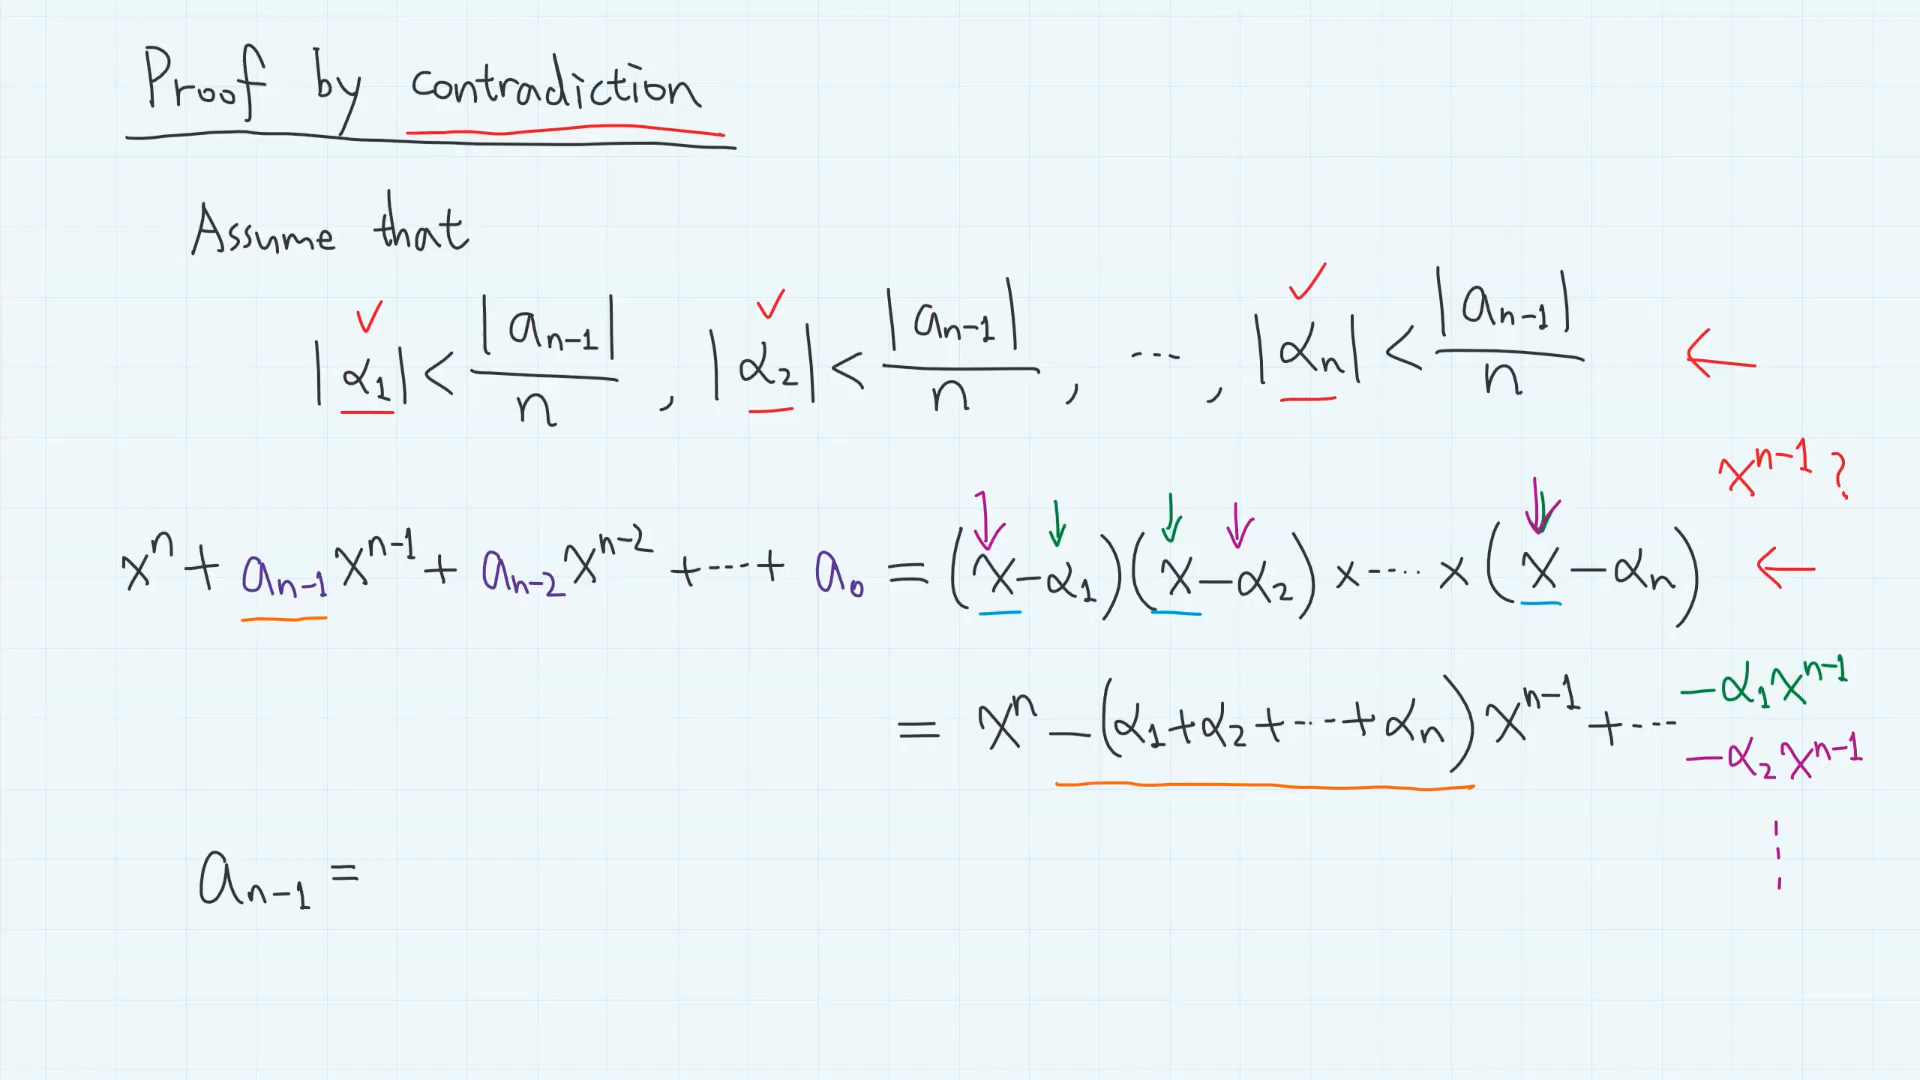 Proof by contradiction
Assume that
|α₁| < |aₙ₋₁|/n , |α₂| < |aₙ₋₁|/n , ... , |αₙ| < |aₙ₋₁|/n ←
xⁿ⁻¹ ?
xⁿ + aₙ₋₁xⁿ⁻¹ + aₙ₋₂xⁿ⁻² + ⋯ + a₀ = (x−α₁)(x−α₂) × ⋯ × (x−αₙ) ←
= xⁿ −(α₁+α₂+⋯+αₙ)xⁿ⁻¹ + ⋯
−α₁xⁿ⁻¹
−α₂xⁿ⁻¹
aₙ₋₁ =